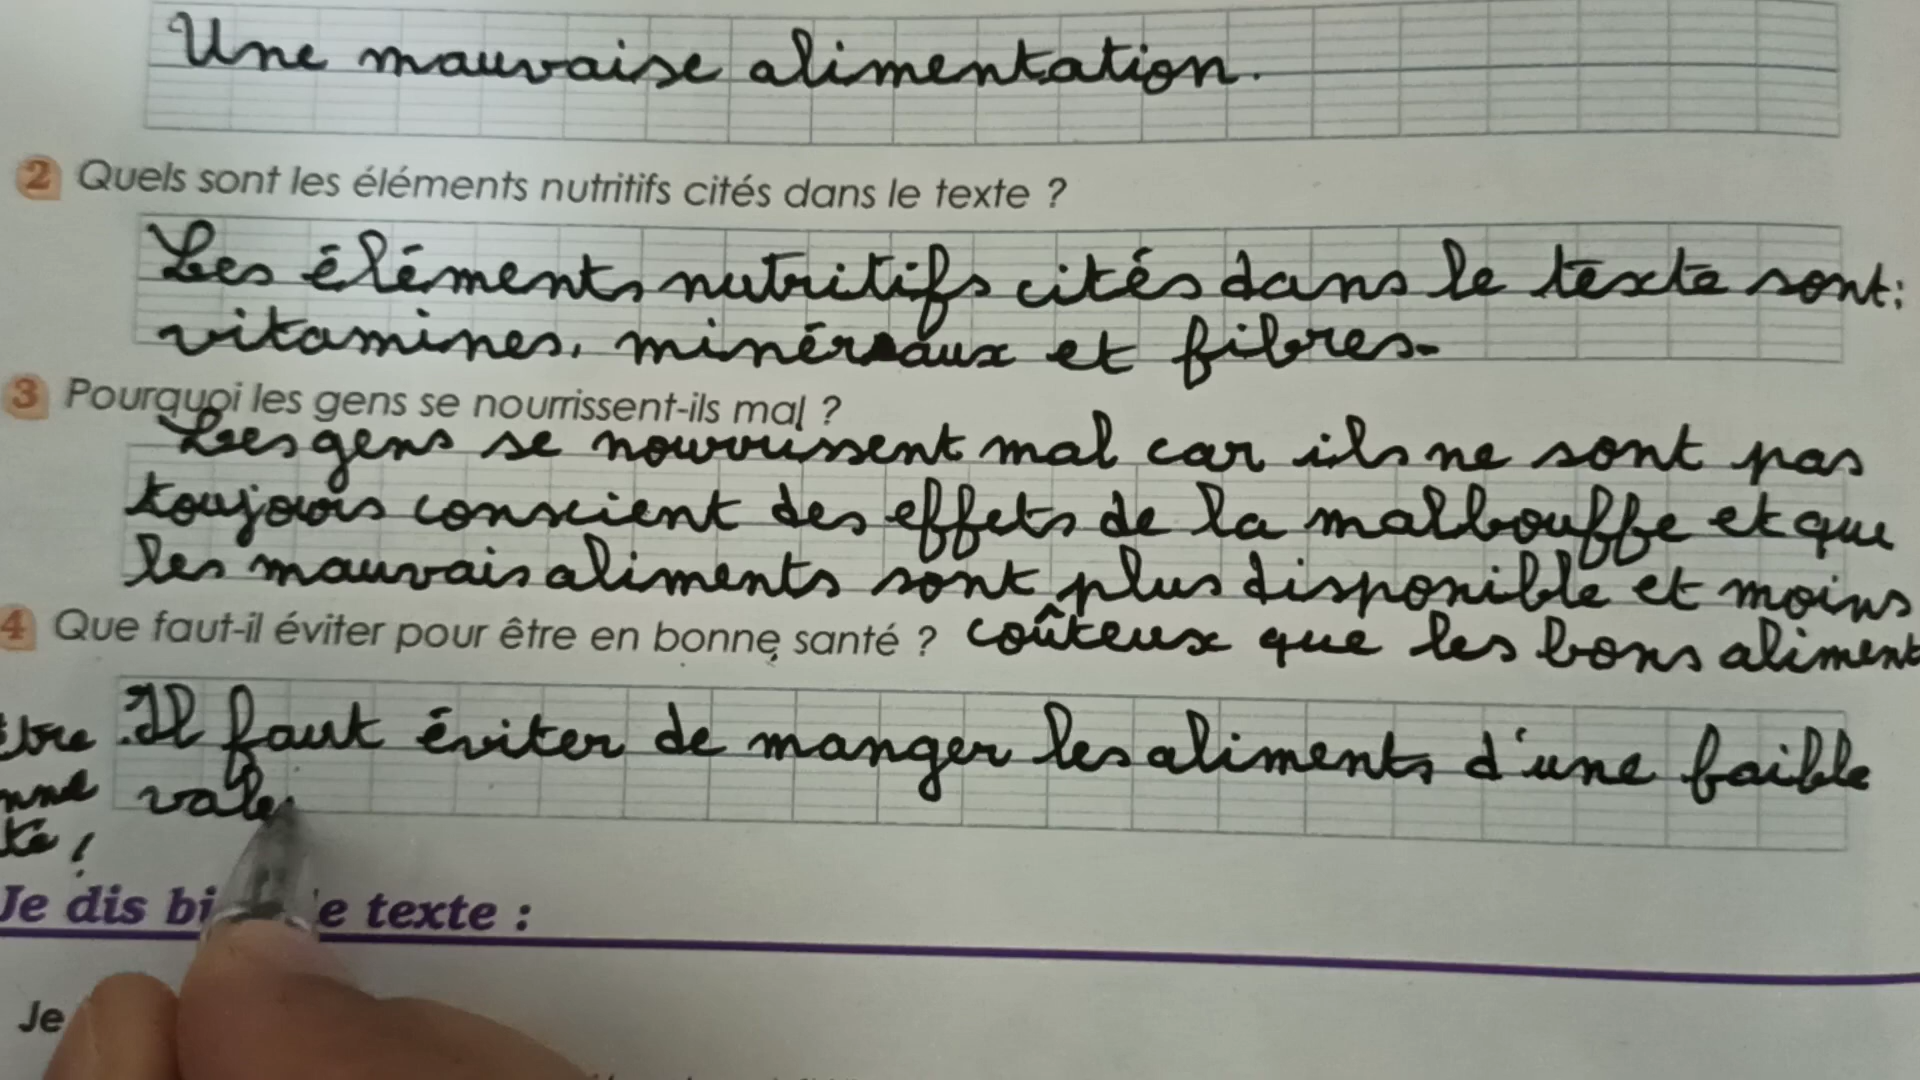 Une mauvaise alimentation.
2 Quels sont les éléments nutritifs cités dans le texte ?
Les éléments nutritifs cités dans le texte sont:
vitamines, minéraux et fibres.
3 Pourquoi les gens se nourrissent-ils mal ?
Les gens se nourrissent mal car ils ne sont pas
toujours conscient des effets de la malbouffe et que
les mauvais aliments sont plus disponible et moins
4 Que faut-il éviter pour être en bonne santé ?
coûteux que les bons aliment
Il faut éviter de manger les aliments d'une faible
vale
Je dis texte :
Je